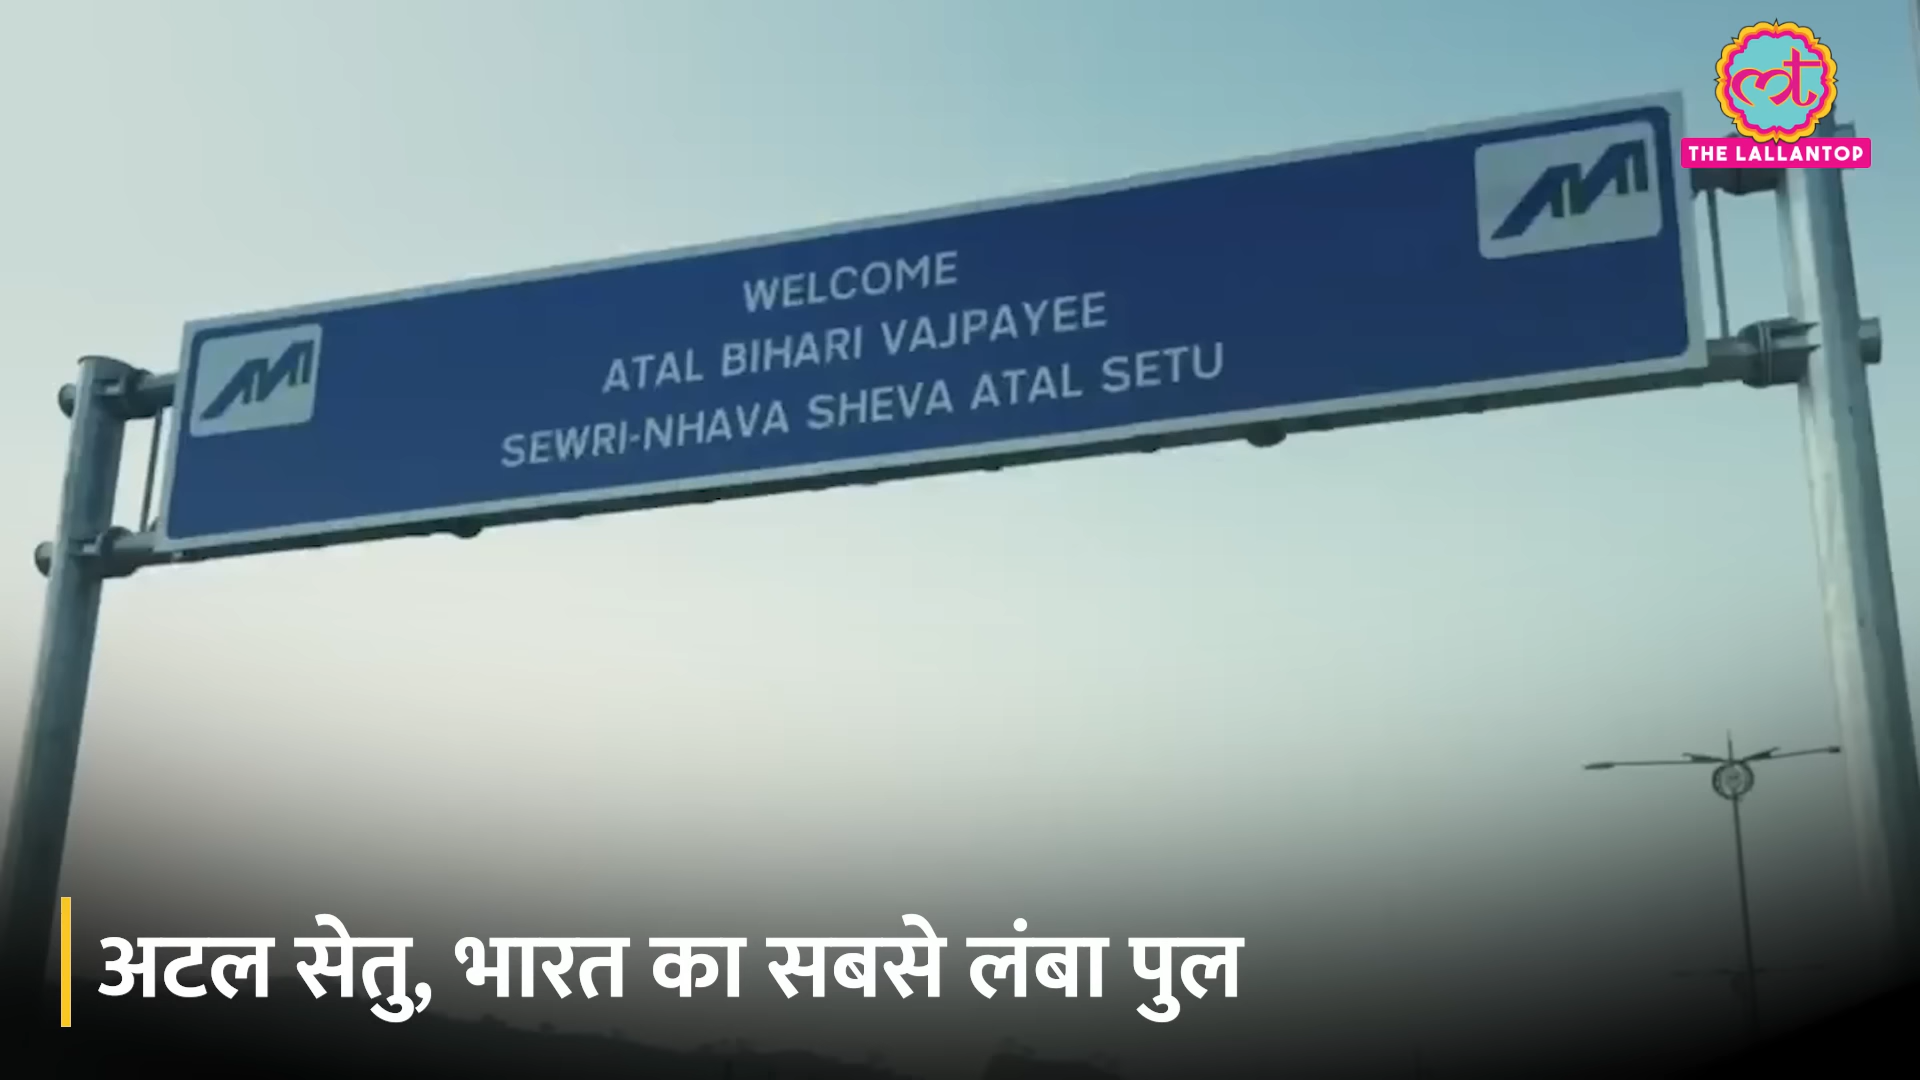 THE LALLANTOP
WELCOME
ATAL BIHARI VAJPAYEE
SEWRI-NHAVA SHEVA ATAL SETU
अटल सेतु, भारत का सबसे लंबा पुल